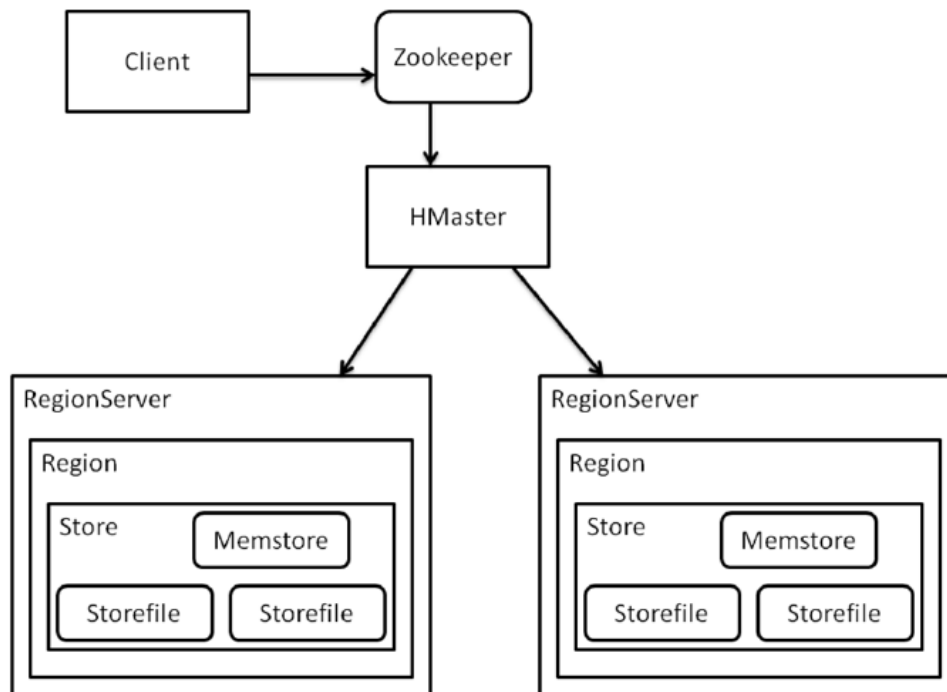 Client
Zookeeper
HMaster
RegionServer
Region
Store
Memstore
Storefile
Storefile
RegionServer
Region
Store
Memstore
Storefile
Storefile